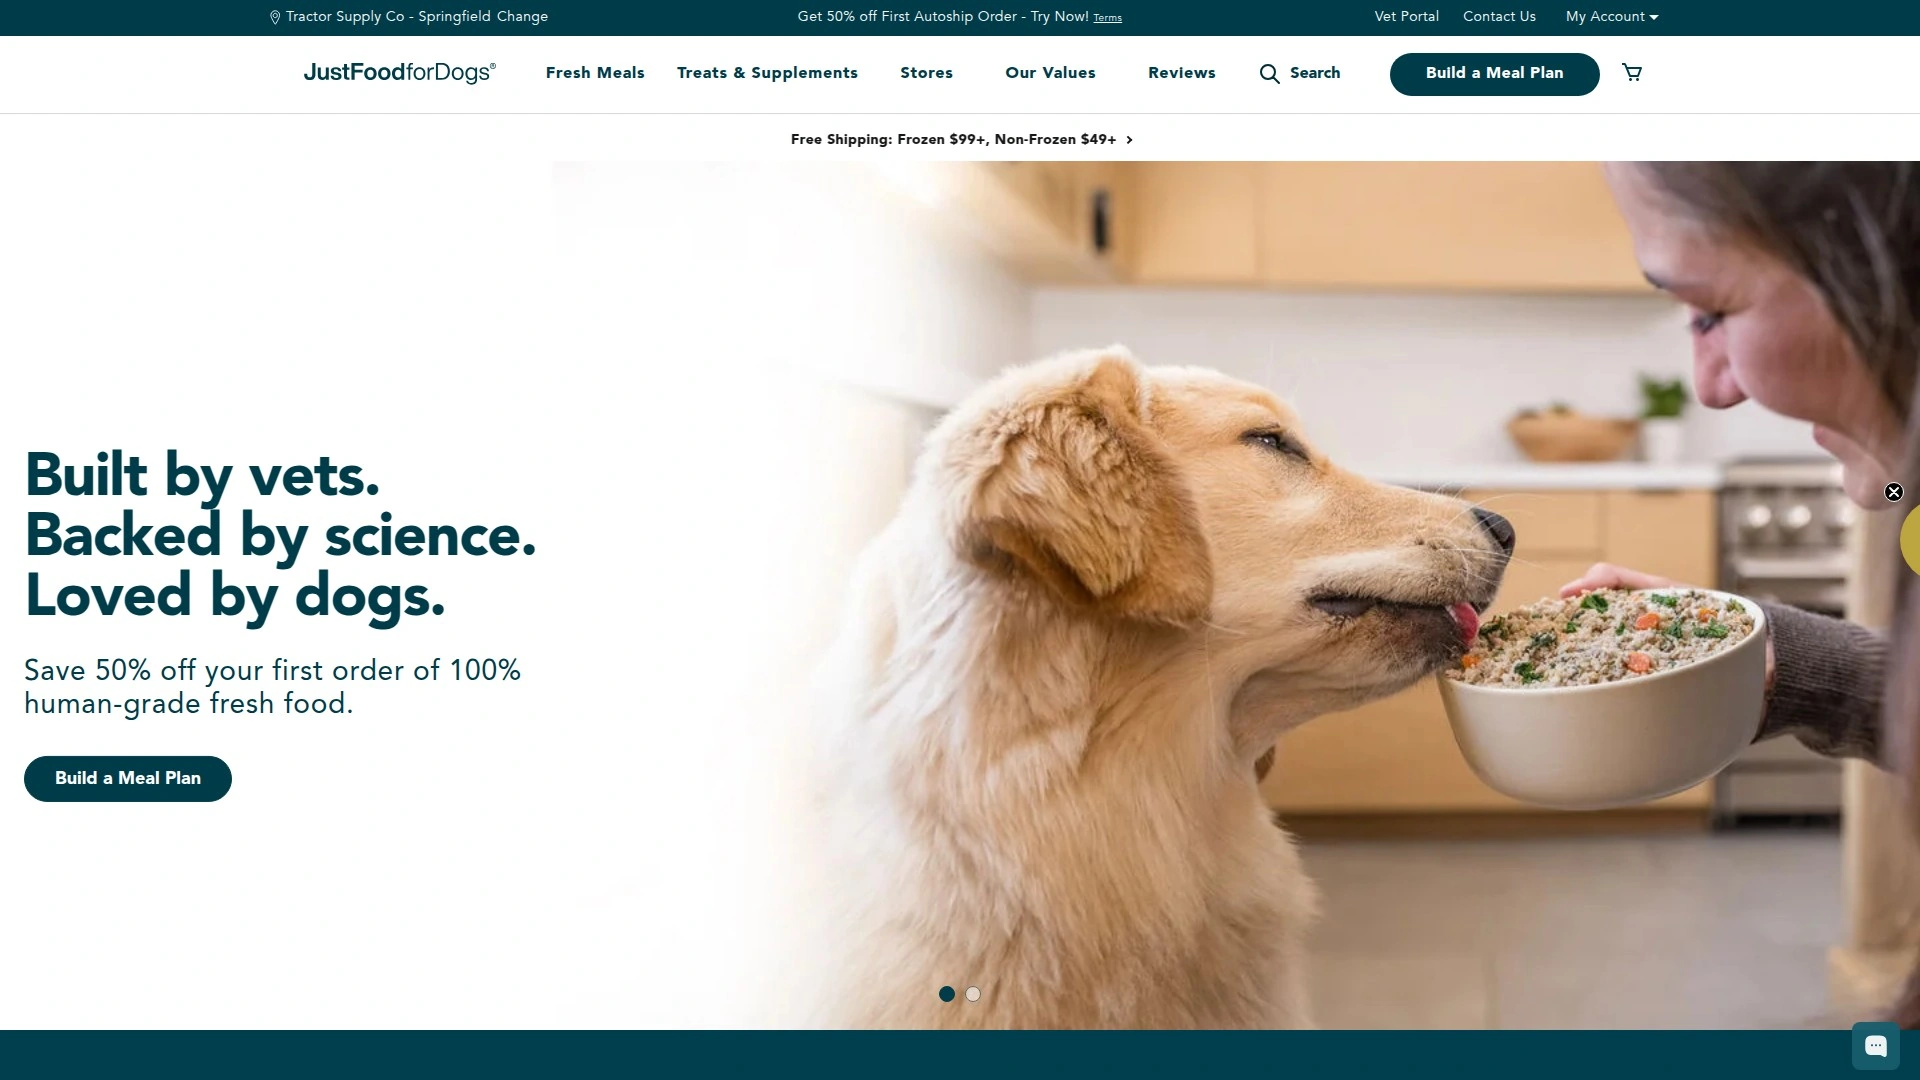 Tractor Supply Co - Springfield Change
Get 50% off First Autoship Order - Try Now! Terms
Vet Portal
Contact Us
My Account
JustFoodforDogs®
Fresh Meals
Treats & Supplements
Stores
Our Values
Reviews
Search
Build a Meal Plan
Free Shipping: Frozen $99+, Non-Frozen $49+
Built by vets.
Backed by science.
Loved by dogs.
Save 50% off your first order of 100%
human-grade fresh food.
Build a Meal Plan